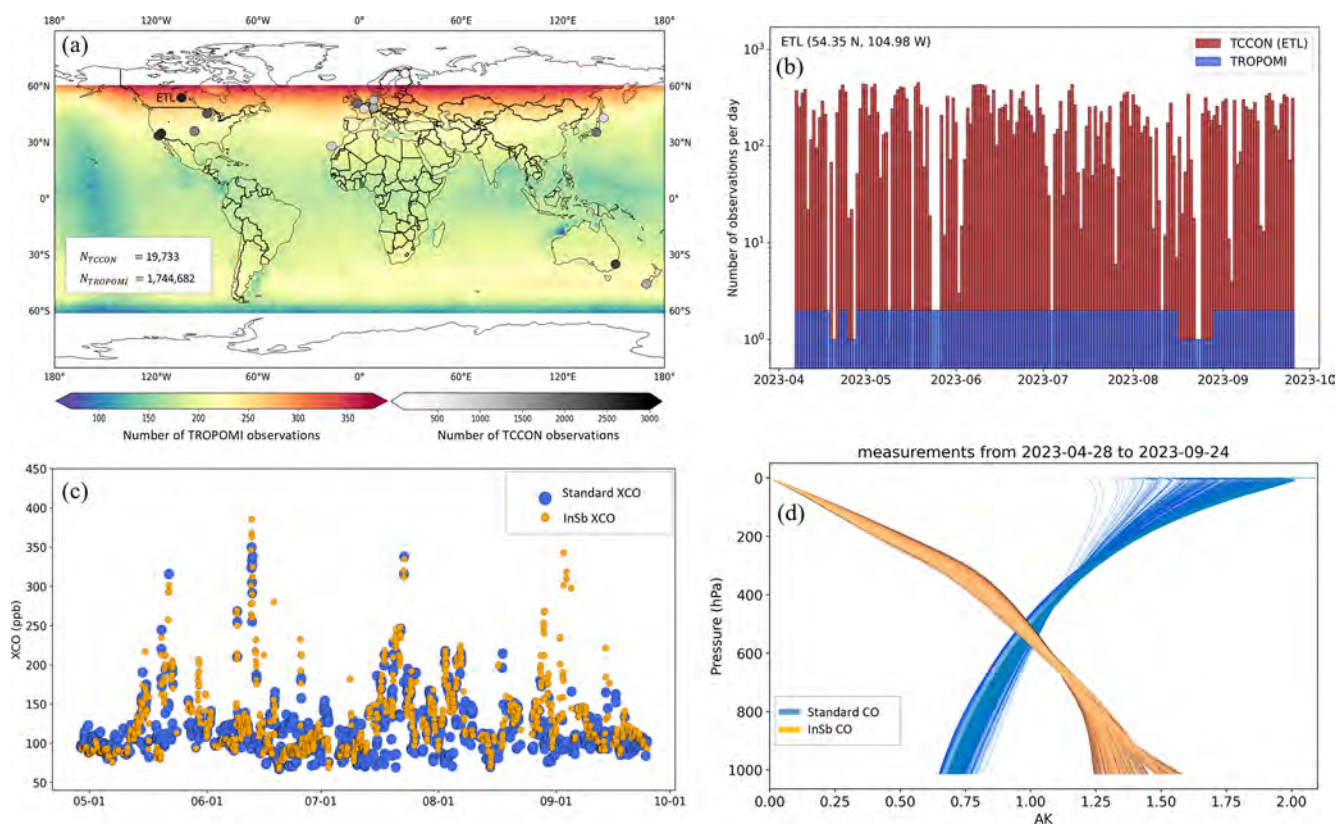 180° 120°W 60°W 0° 60°E 120°E 180°
(a)
60°N 60°N
ETL
30°N 30°N
0° 0°
30°S 30°S
60°S 60°S
N_TCCON = 19,733
N_TROPOMI = 1,744,682
180° 120°W 60°W 0° 60°E 120°E 180°
100 150 200 250 300 350
Number of TROPOMI observations
500 1000 1500 2000 2500 3000
Number of TCCON observations
ETL (54.35 N, 104.98 W)
(b)
TCCON (ETL)
TROPOMI
Number of observations per day
10³
10²
10¹
10⁰
2023-04 2023-05 2023-06 2023-07 2023-08 2023-09 2023-10
(c)
Standard XCO
InSb XCO
XCO (ppb)
450
400
350
300
250
200
150
100
50
05-01 06-01 07-01 08-01 09-01 10-01
measurements from 2023-04-28 to 2023-09-24
(d)
Pressure (hPa)
0
200
400
600
800
1000
Standard CO
InSb CO
0.00 0.25 0.50 0.75 1.00 1.25 1.50 1.75 2.00
AK